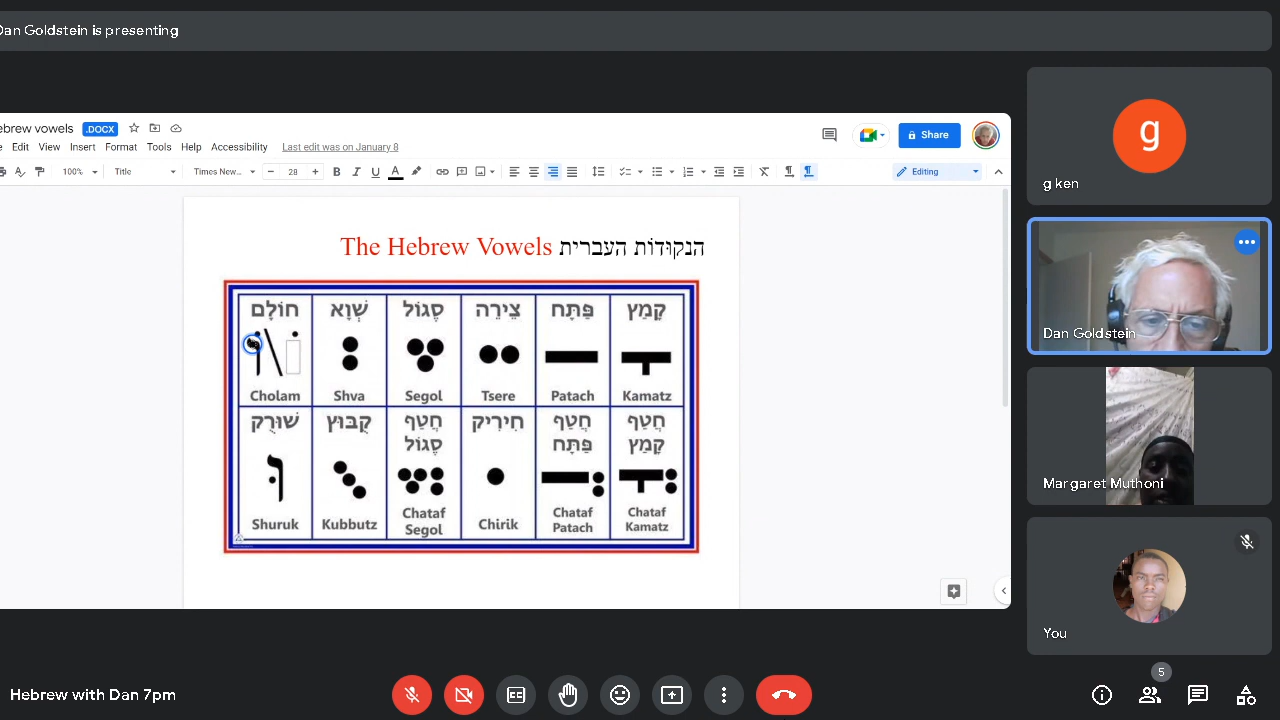 Dan Goldstein is presenting
ebrew vowels .DOCX
Edit View Insert Format Tools Help Accessibility Last edit was on January 8
Share
100% Title Times New... 28 B I U A Editing
The Hebrew Vowels הנקוּדוֹת העברית
קָמַץ פַּתָּח צֵירֵה סֶגוֹל שְׁוָא חוֹלָם
Cholam Shva Segol Tsere Patach Kamatz
חֲטַף קָמַץ חֲטַף פַּתָּח חִירִיק חֲטַף סֶגוֹל קֻבּוּץ שׁוּרֻק
Shuruk Kubbutz Chataf Segol Chirik Chataf Patach Chataf Kamatz
g
g ken
Dan Goldstein
Margaret Muthoni
You
Hebrew with Dan 7pm
5